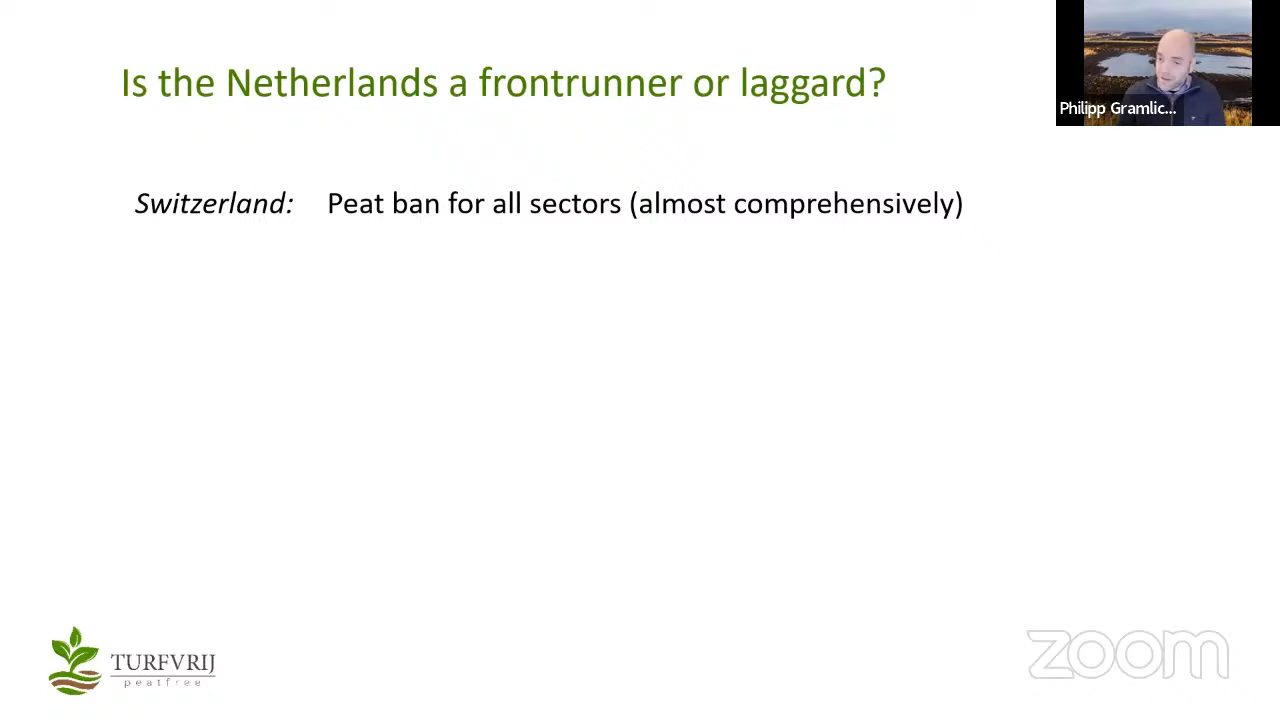 Is the Netherlands a frontrunner or laggard?
Philipp Gramlic...
Switzerland: Peat ban for all sectors (almost comprehensively)
TURFVRIJ
peatfree
zoom